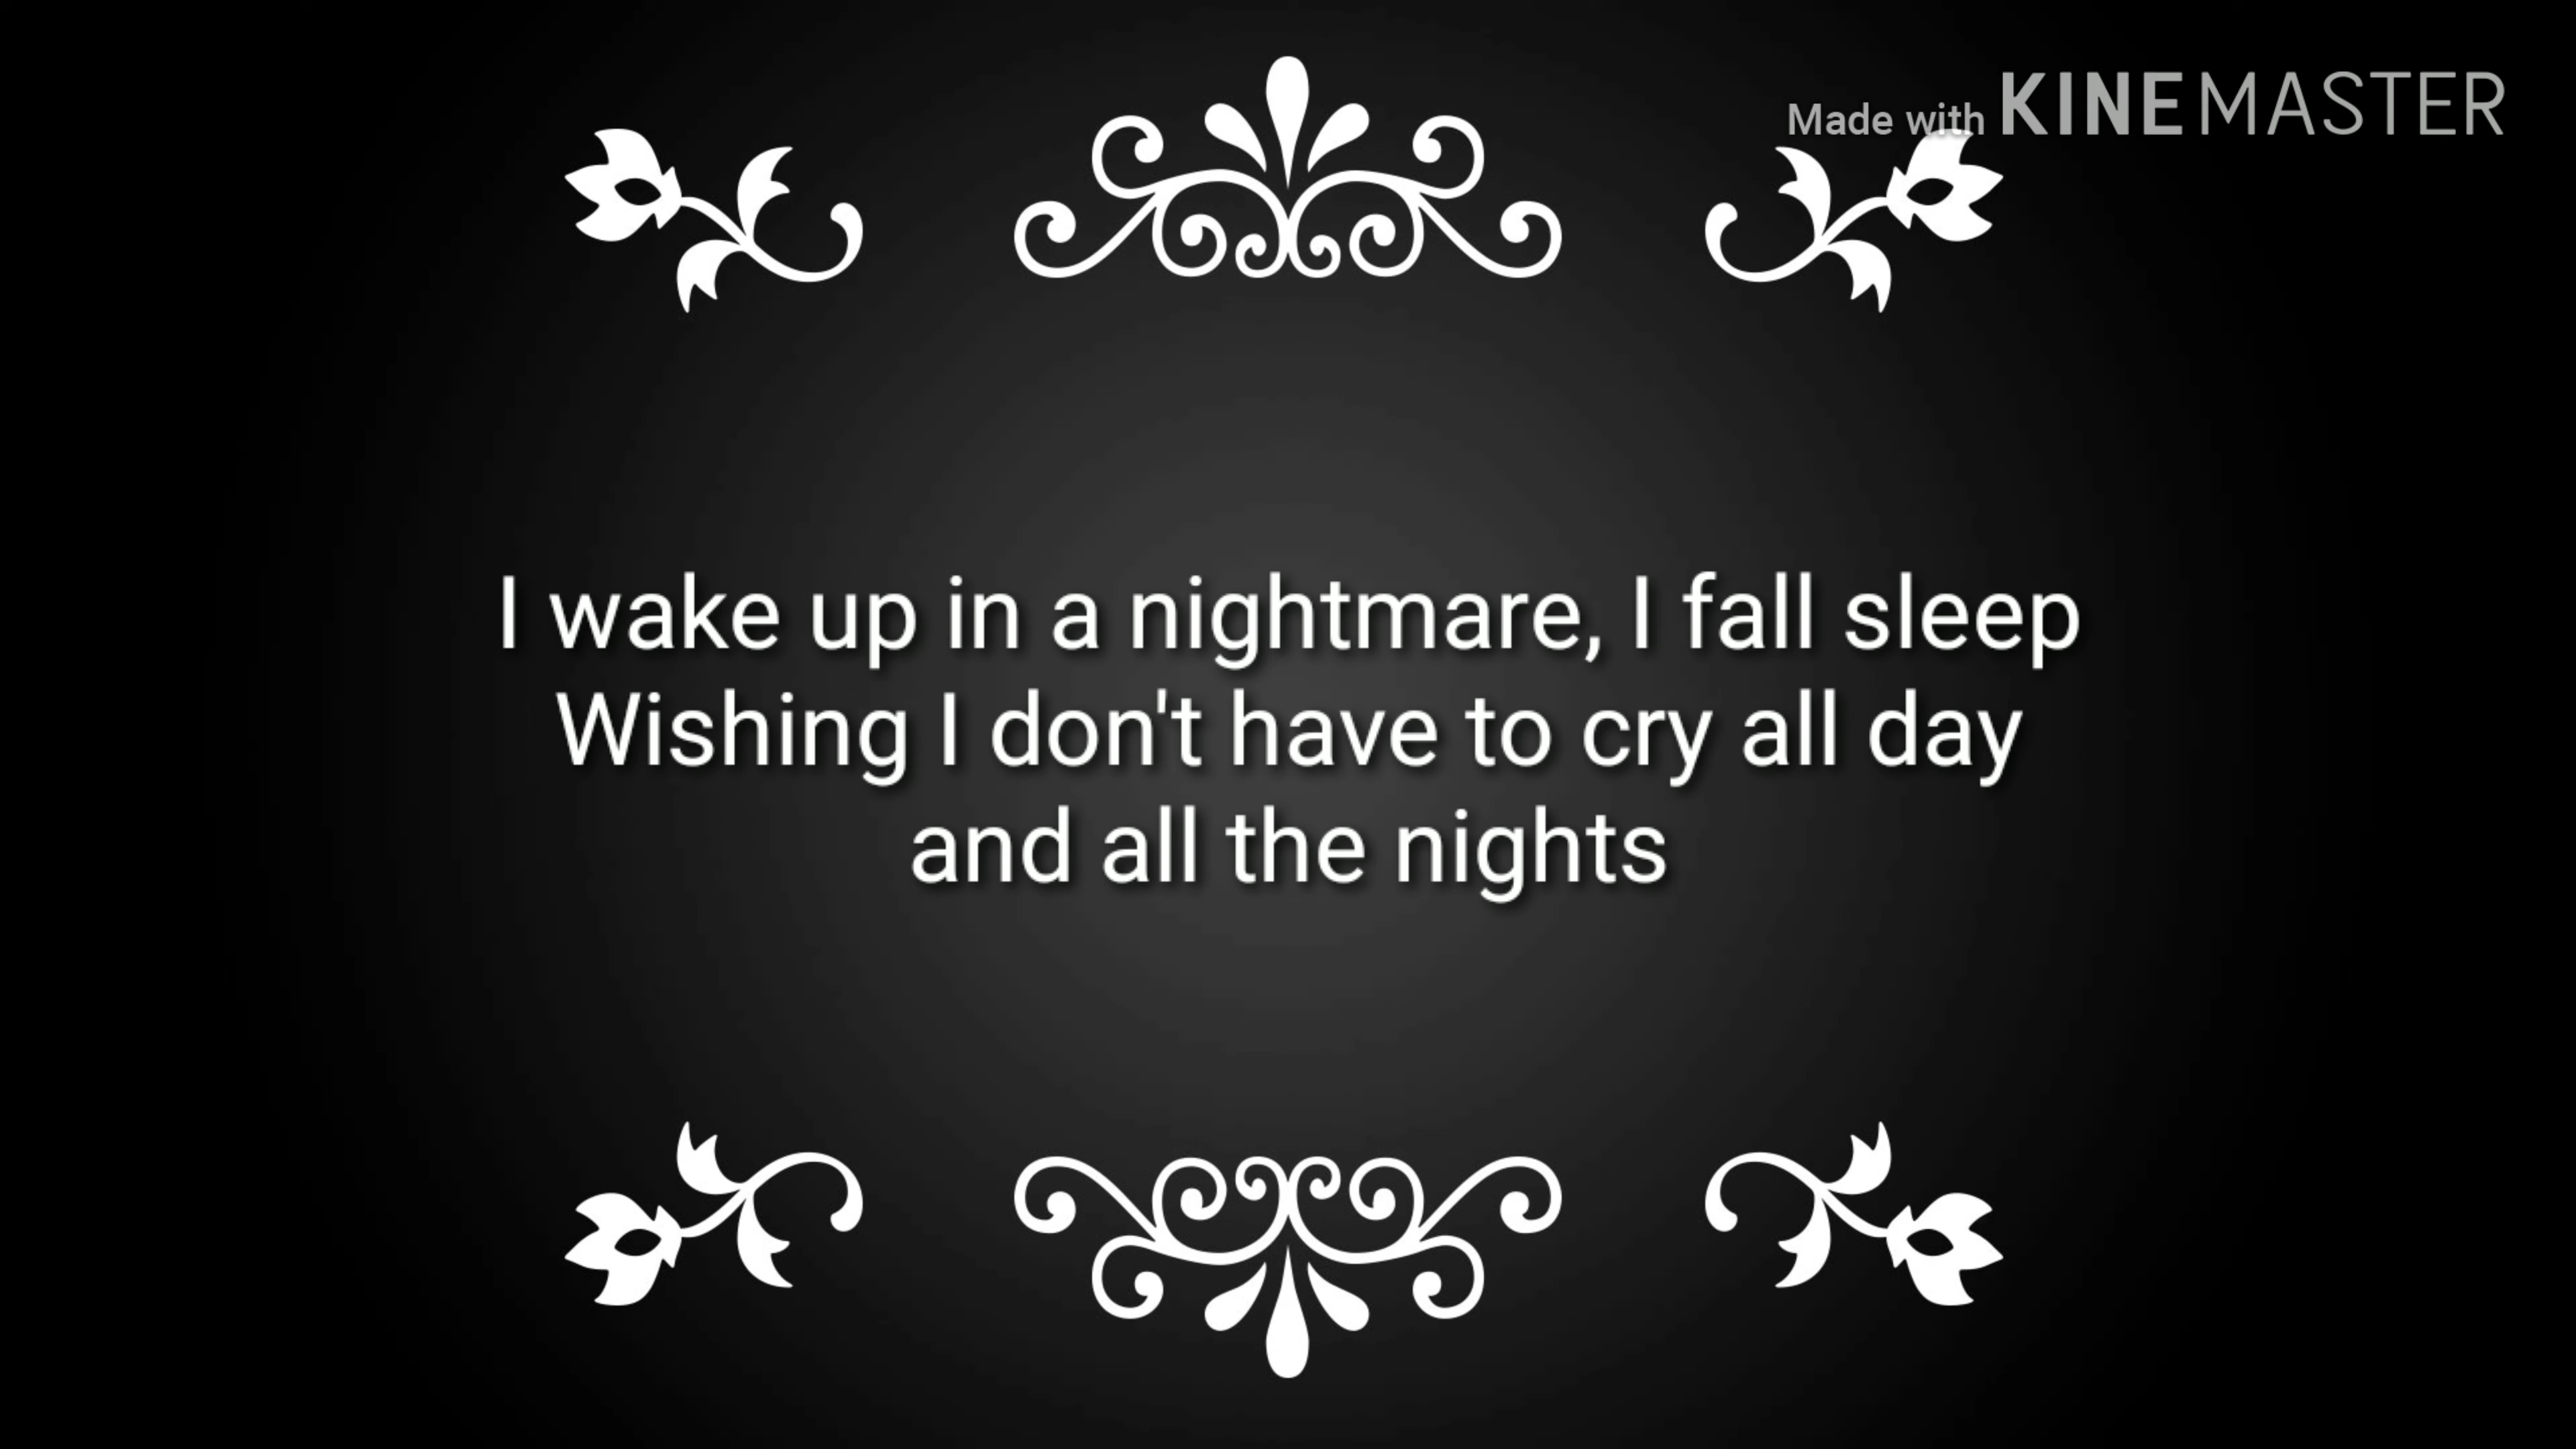 Made with KINEMASTER
I wake up in a nightmare, I fall sleep
Wishing I don't have to cry all day
and all the nights